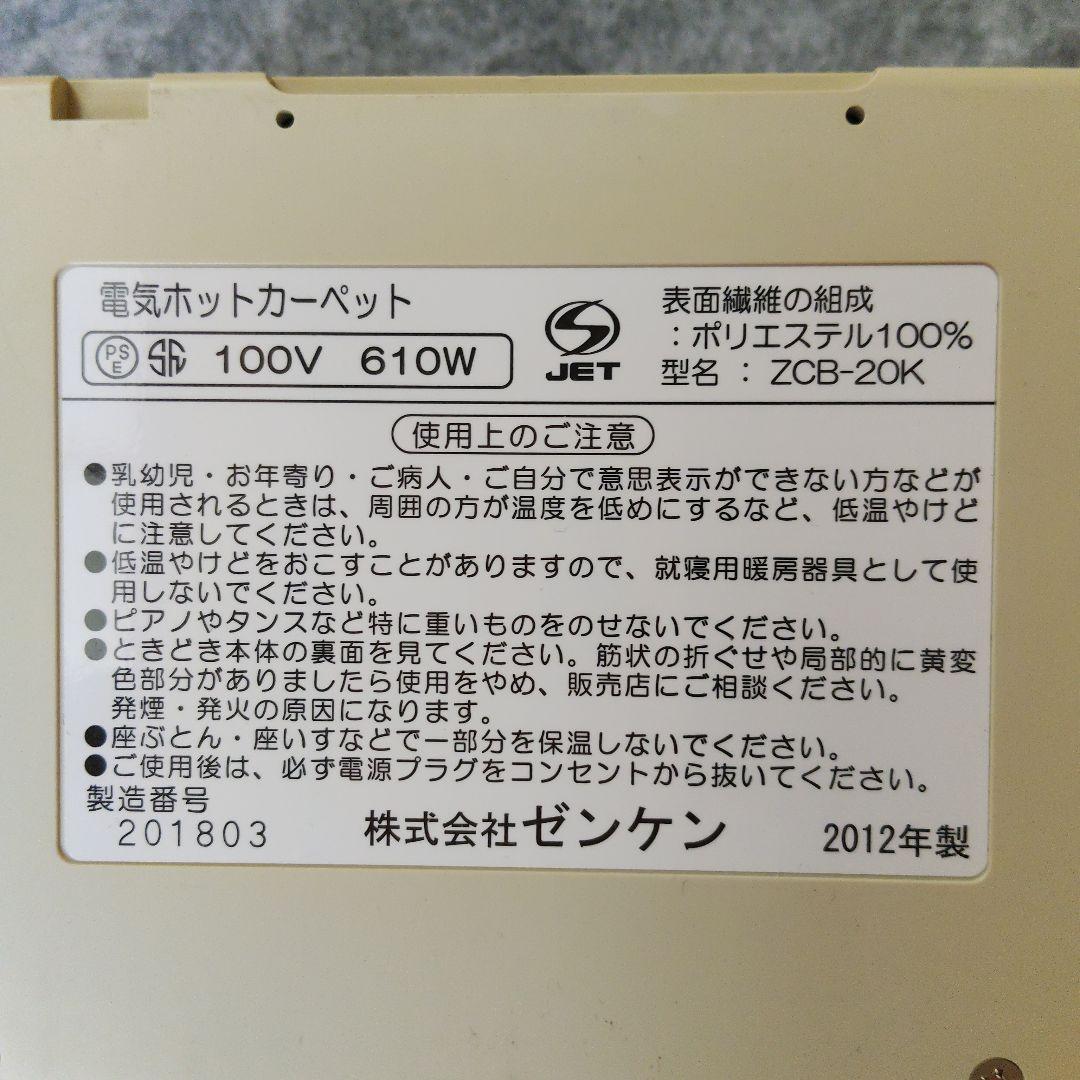 電気ホットカーペット
PSE 100V 610W
JET
表面繊維の組成
:ポリエステル100%
型名 : ZCB-20K
使用上のご注意
●乳幼児・お年寄り・ご病人・ご自分で意思表示ができない方などが
使用されるときは、周囲の方が温度を低めにするなど、低温やけど
に注意してください。
●低温やけどをおこすことがありますので、就寝用暖房器具として使
用しないでください。
●ピアノやタンスなど特に重いものをのせないでください。
●ときどき本体の裏面を見てください。筋状の折ぐせや局部的に黄変
色部分がありましたら使用をやめ、販売店にご相談ください。
発煙・発火の原因になります。
●座ぶとん・座いすなどで一部分を保温しないでください。
●ご使用後は、必ず電源プラグをコンセントから抜いてください。
製造番号
201803
株式会社ゼンケン
2012年製